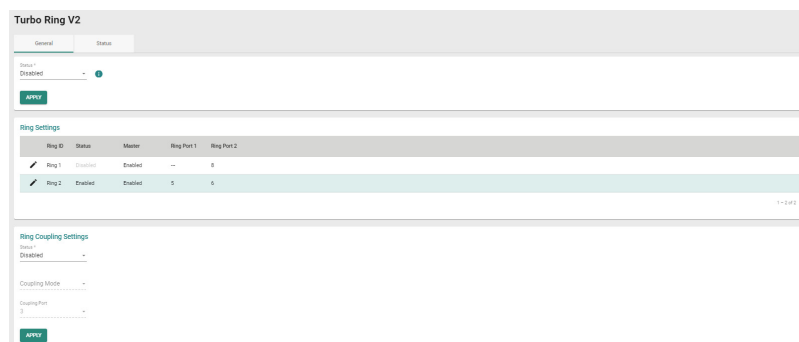 Turbo Ring V2
General Status
Status *
Disabled
APPLY
Ring Settings
Ring ID Status Master Ring Port 1 Ring Port 2
Ring 1 Disabled Enabled --- 8
Ring 2 Enabled Enabled 5 6
1 – 2 of 2
Ring Coupling Settings
Status *
Disabled
Coupling Mode
Coupling Port
3
APPLY